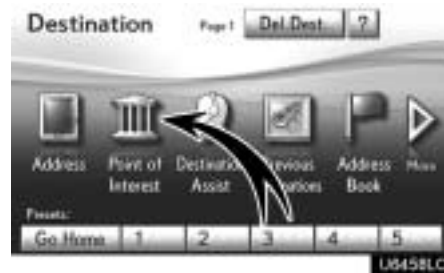 Destination Page 1 Del.Dest. ?
Address Point of Interest Destination Assist Address Book More
Presets:
Go Home 1 2 3 4 5
U6458LC